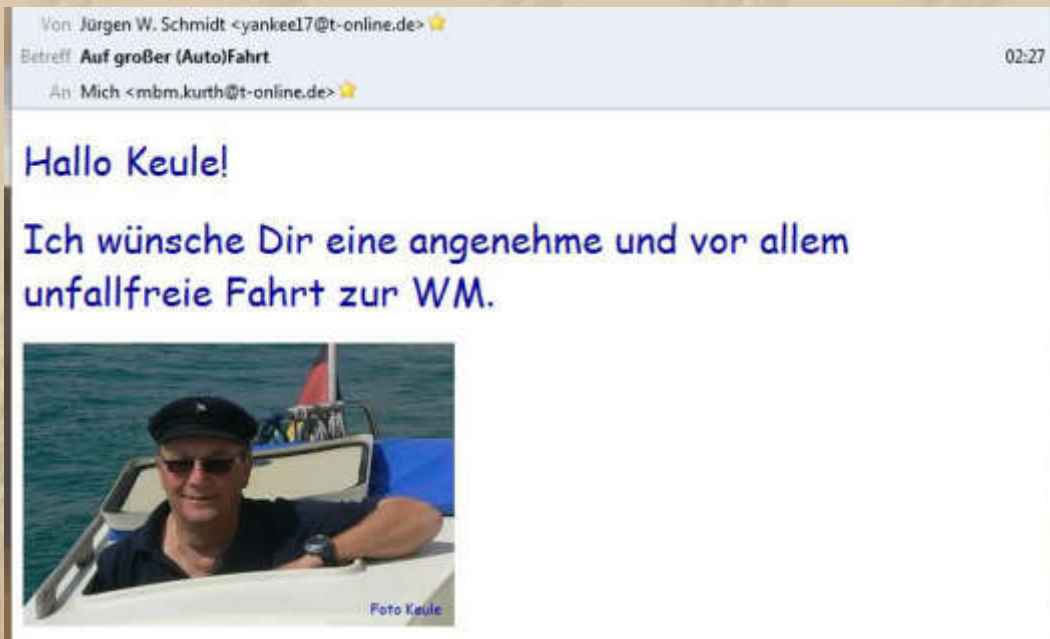 Von Jürgen W. Schmidt <yankee17@t-online.de>
Betreff Auf großer (Auto)Fahrt 02:27
An Mich <mbm.kurth@t-online.de>
Hallo Keule!
Ich wünsche Dir eine angenehme und vor allem
unfallfreie Fahrt zur WM.
Foto Keule